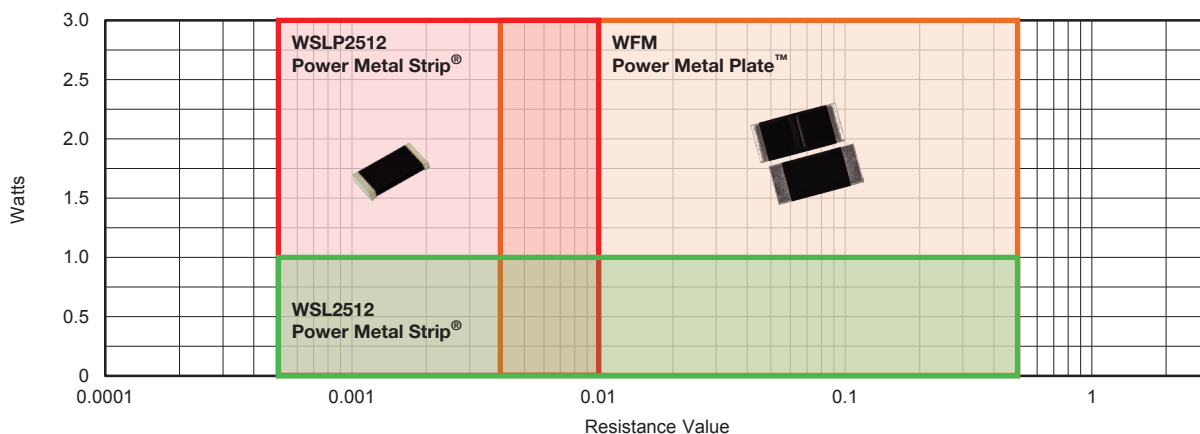 3.0
2.5
2.0
1.5
1.0
0.5
0
Watts
WSLP2512
Power Metal Strip®
WFM
Power Metal Plate™
WSL2512
Power Metal Strip®
0.0001
0.001
0.01
0.1
1
Resistance Value